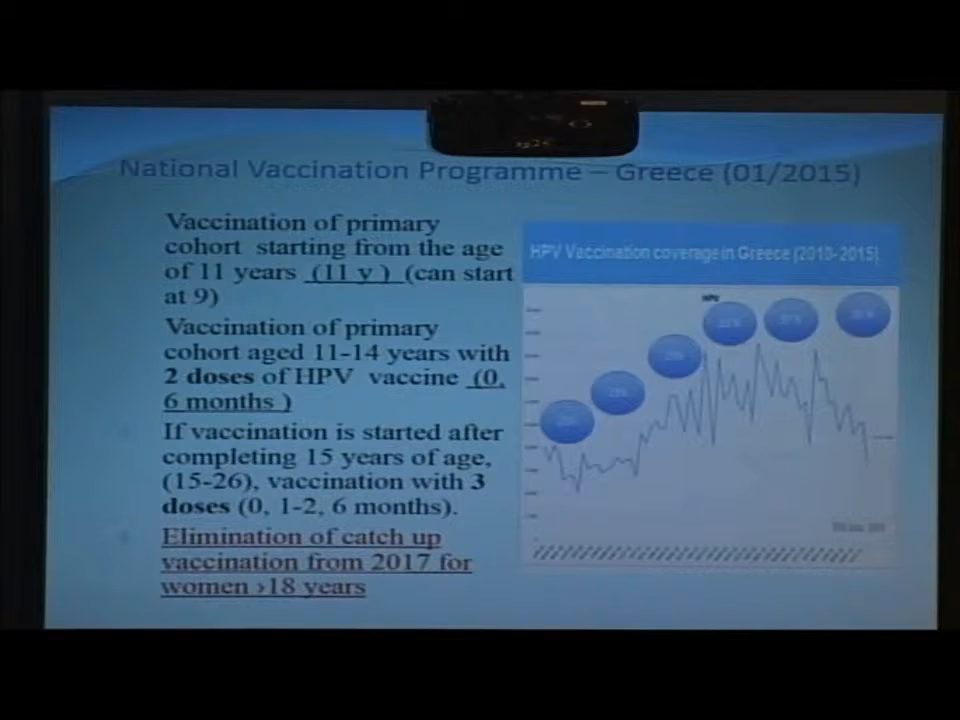 National Vaccination Programme – Greece (01/2015)
Vaccination of primary
cohort starting from the age
of 11 years (11 y ) (can start
at 9)
Vaccination of primary
cohort aged 11-14 years with
2 doses of HPV vaccine (0,
6 months )
If vaccination is started after
completing 15 years of age,
(15-26), vaccination with 3
doses (0, 1-2, 6 months).
Elimination of catch up
vaccination from 2017 for
women >18 years
HPV Vaccination coverage in Greece (2010-2015)
HPV